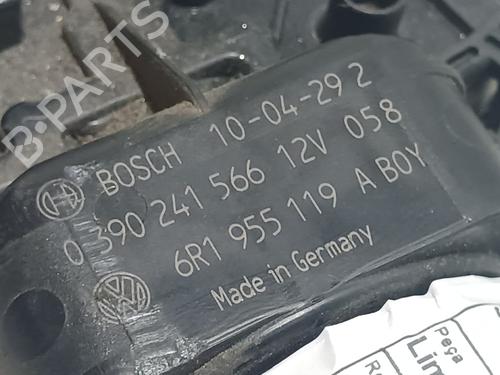 B-PARTS
BOSCH 10-04-29 2
0 390 241 566 12V 058
6R1 955 119 A BOY
Made in Germany
Peça
Lim